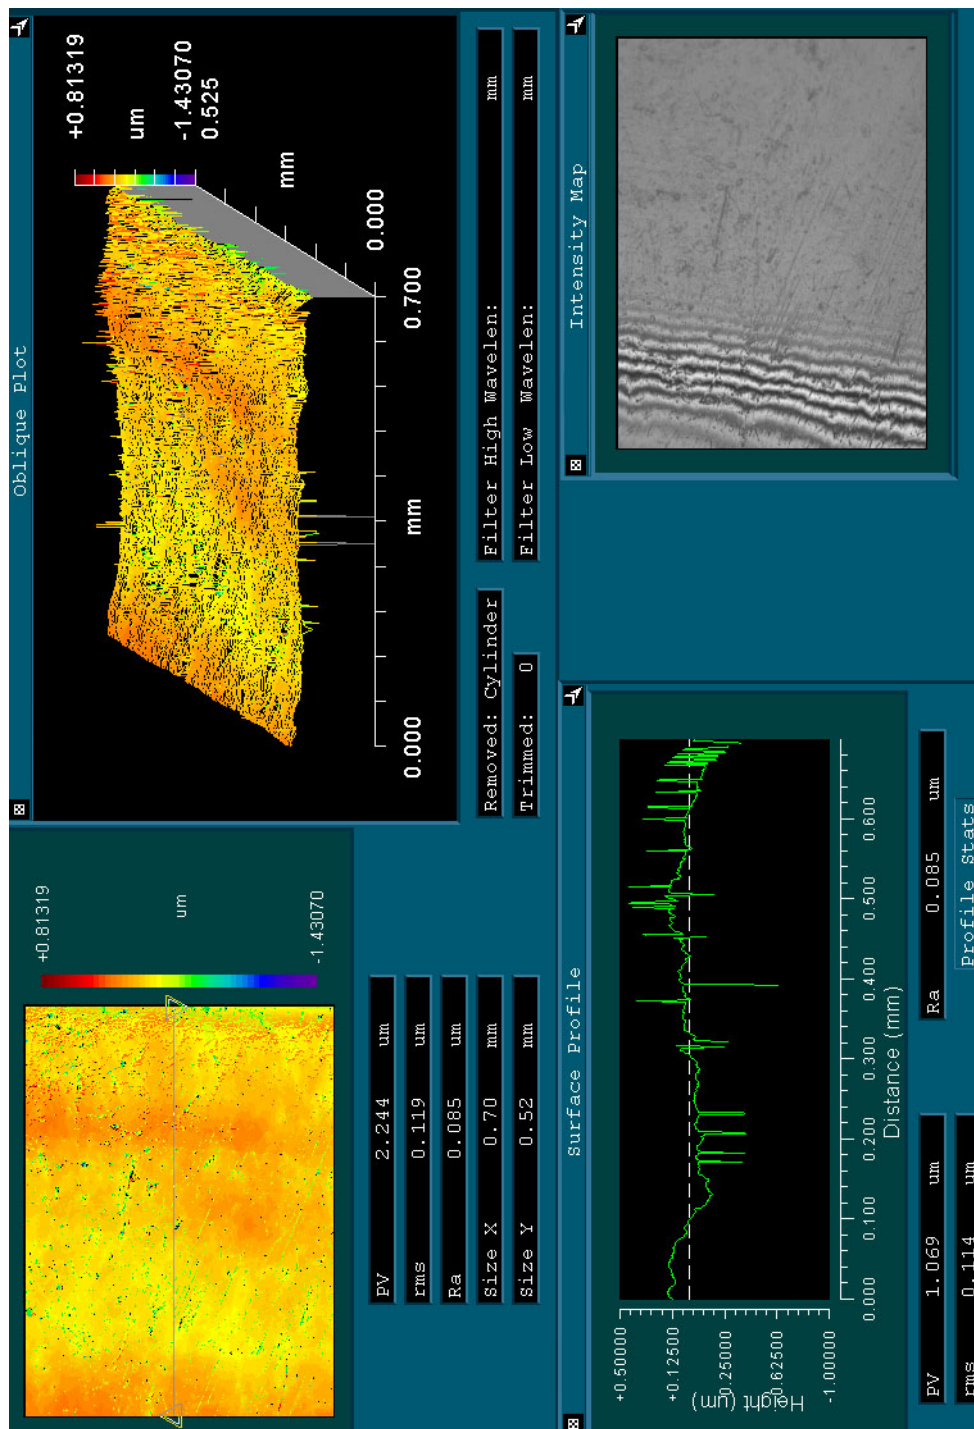 +0.81319
um
-1.43070
PV 2.244 um
rms 0.119 um
Ra 0.085 um
Size X 0.70 mm
Size Y 0.52 mm
Oblique Plot
+0.81319
um
-1.43070
0.525
mm
0.000
0.700
mm
0.000
Removed: Cylinder
Trimmed: 0
Filter High Wavelen: mm
Filter Low Wavelen: mm
Surface Profile
+0.50000
+0.12500
-0.25000
-0.62500
-1.00000
Height (um)
0.000 0.100 0.200 0.300 0.400 0.500 0.600
Distance (mm)
PV 1.069 um
rms 0.114 um
Ra 0.085 um
Profile Stats
Intensity Map